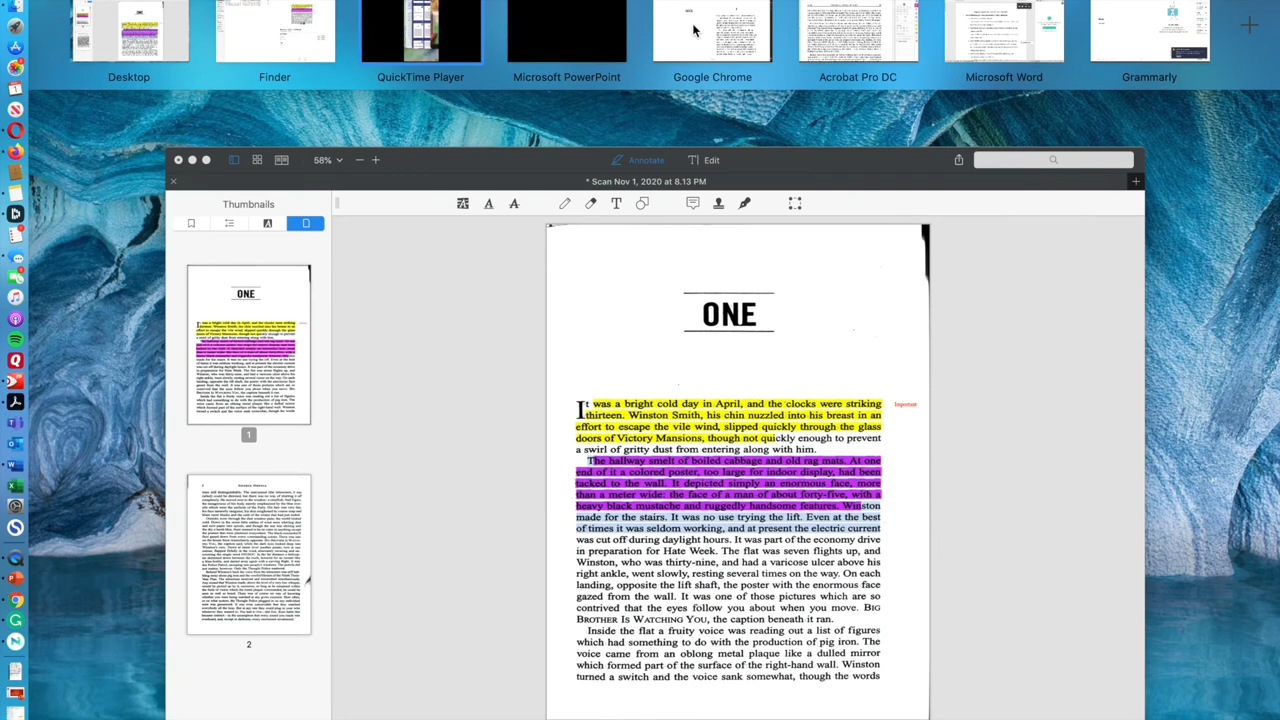 Desktop
Finder
QuickTime Player
Microsoft PowerPoint
Google Chrome
Acrobat Pro DC
Microsoft Word
Grammarly
58%
Annotate
Edit
* Scan Nov 1, 2020 at 8.13 PM
Thumbnails
ONE
1
2
ONE
It was a bright cold day in April, and the clocks were striking
thirteen. Winston Smith, his chin nuzzled into his breast in an
effort to escape the vile wind, slipped quickly through the glass
doors of Victory Mansions, though not quickly enough to prevent
a swirl of gritty dust from entering along with him.
The hallway smelt of boiled cabbage and old rag mats. At one
end of it a colored poster, too large for indoor display, had been
tacked to the wall. It depicted simply an enormous face, more
than a meter wide: the face of a man of about forty-five, with a
heavy black mustache and ruggedly handsome features. Winston
made for the stairs. It was no use trying the lift. Even at the best
of times it was seldom working, and at present the electric current
was cut off during daylight hours. It was part of the economy drive
in preparation for Hate Week. The flat was seven flights up, and
Winston, who was thirty-nine, and had a varicose ulcer above his
right ankle, went slowly, resting several times on the way. On each
landing, opposite the lift shaft, the poster with the enormous face
gazed from the wall. It was one of those pictures which are so
contrived that the eyes follow you about when you move. BIG
BROTHER IS WATCHING YOU, the caption beneath it ran.
Inside the flat a fruity voice was reading out a list of figures
which had something to do with the production of pig iron. The
voice came from an oblong metal plaque like a dulled mirror
which formed part of the surface of the right-hand wall. Winston
turned a switch and the voice sank somewhat, though the words
Important